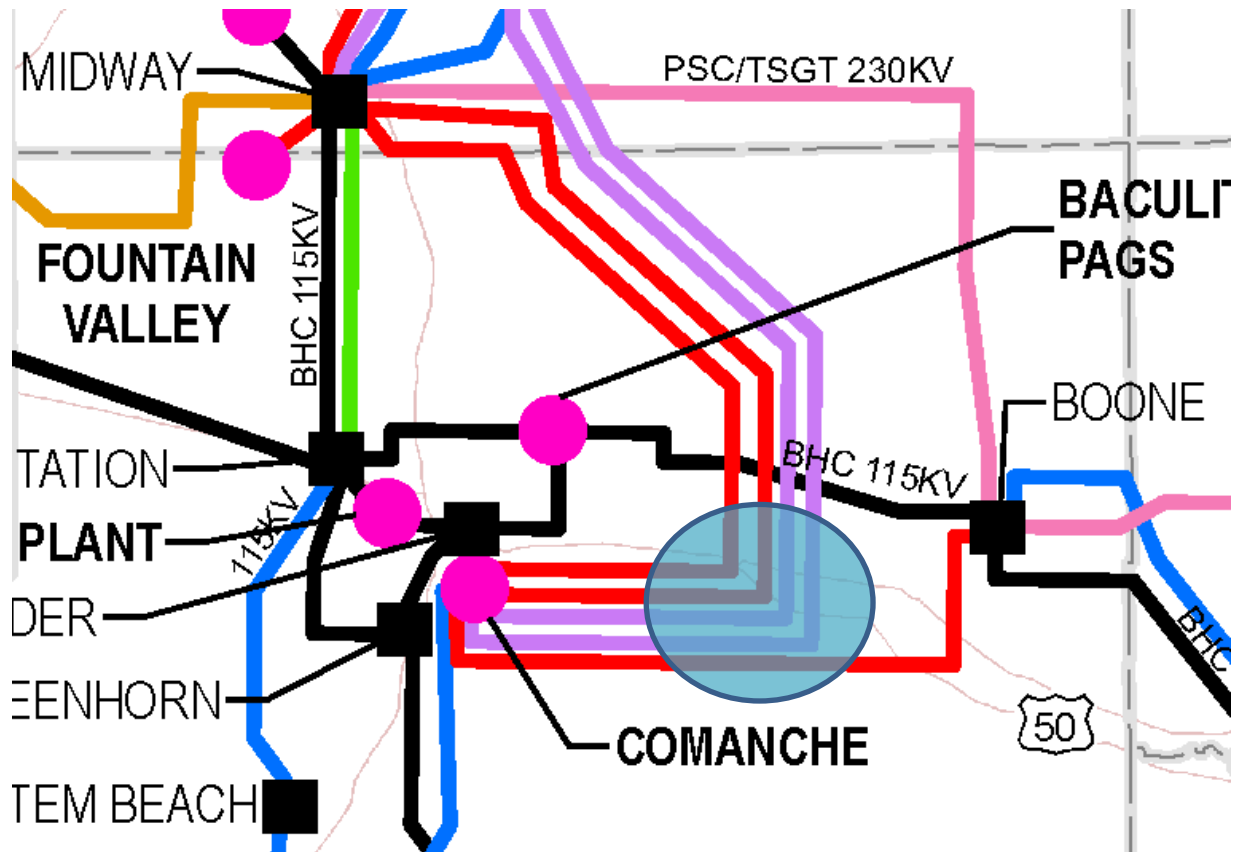 MIDWAY
PSC/TSGT 230KV
BACULIT
PAGS
FOUNTAIN
VALLEY
BHC 115KV
BOONE
TATION
BHC 115KV
115KV
PLANT
DER
BHC
EENHORN
50
COMANCHE
TEM BEACH